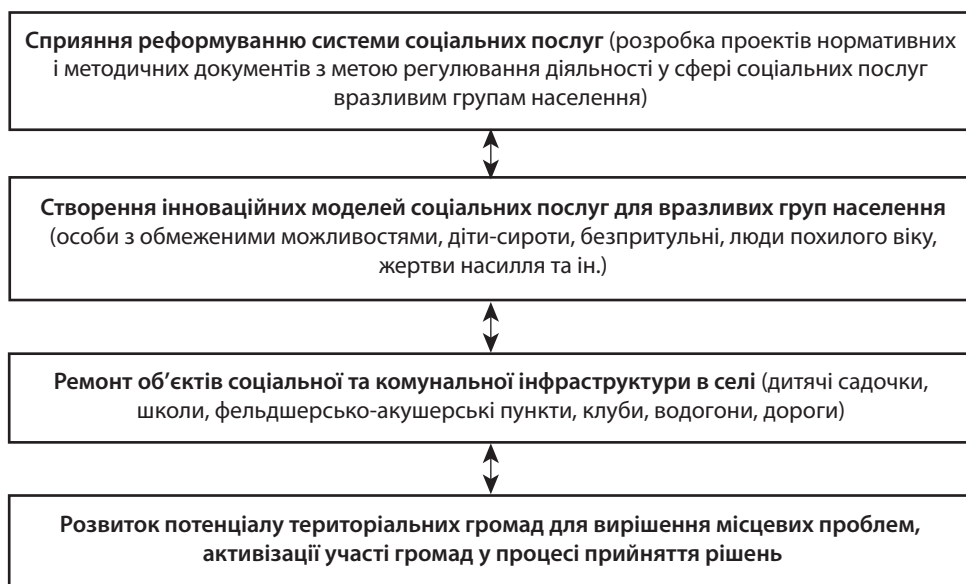 Сприяння реформуванню системи соціальних послуг (розробка проектів нормативних
і методичних документів з метою регулювання діяльності у сфері соціальних послуг
вразливим групам населення)
Створення інноваційних моделей соціальних послуг для вразливих груп населення
(особи з обмеженими можливостями, діти-сироти, безпритульні, люди похилого віку,
жертви насилля та ін.)
Ремонт об’єктів соціальної та комунальної інфраструктури в селі (дитячі садочки,
школи, фельдшерсько-акушерські пункти, клуби, водогони, дороги)
Розвиток потенціалу територіальних громад для вирішення місцевих проблем,
активізації участі громад у процесі прийняття рішень